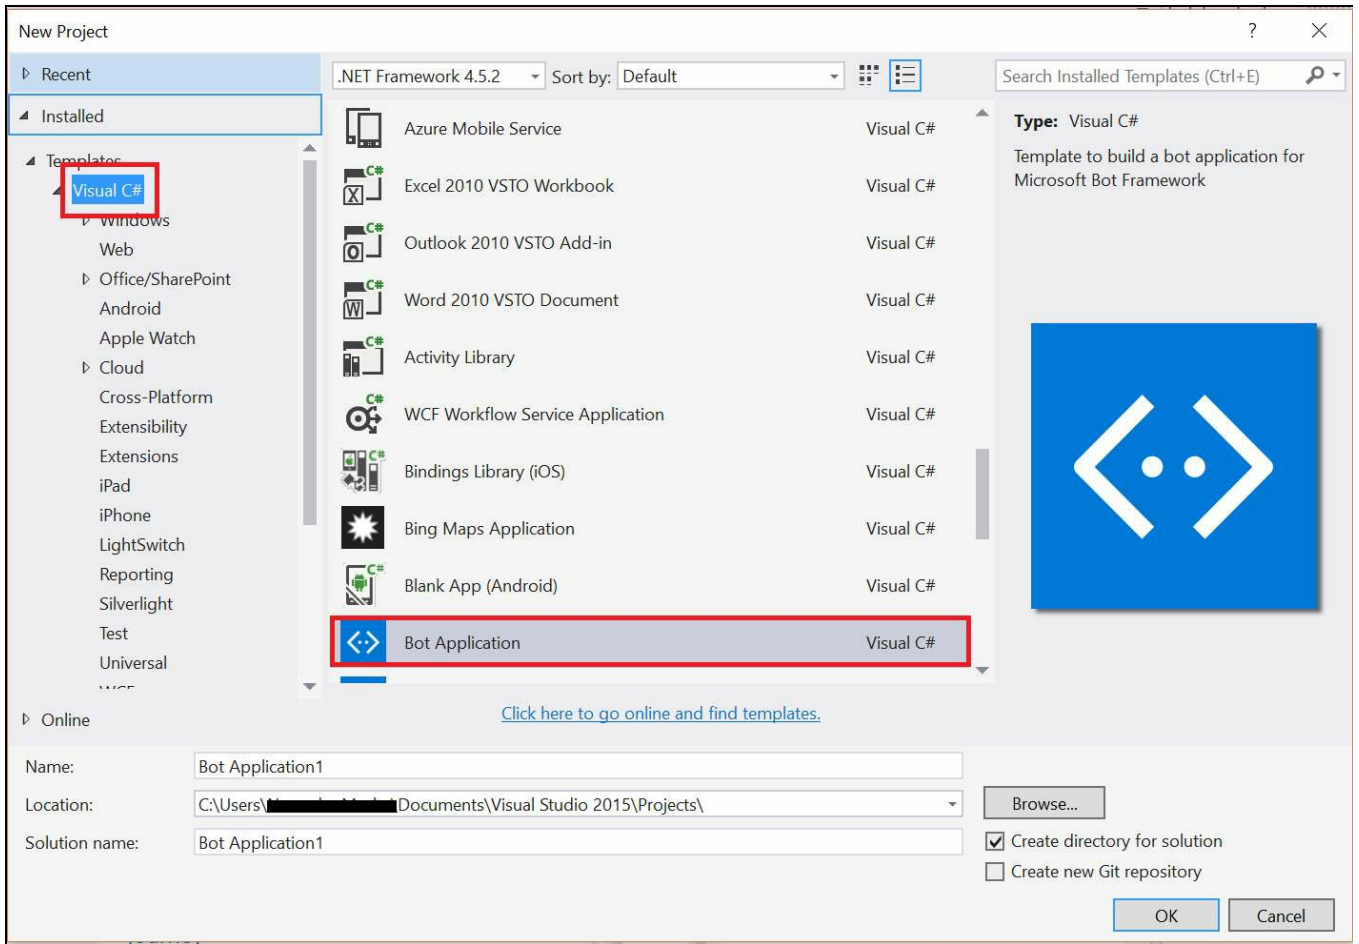 New Project
?
Recent
.NET Framework 4.5.2
Sort by:
Default
Search Installed Templates (Ctrl+E)
Installed
Templates
Visual C#
Windows
Web
Office/SharePoint
Android
Apple Watch
Cloud
Cross-Platform
Extensibility
Extensions
iPad
iPhone
LightSwitch
Reporting
Silverlight
Test
Universal
WCF
Online
Azure Mobile Service Visual C#
C# Excel 2010 VSTO Workbook Visual C#
C# Outlook 2010 VSTO Add-in Visual C#
C# Word 2010 VSTO Document Visual C#
C# Activity Library Visual C#
C# WCF Workflow Service Application Visual C#
C# Bindings Library (iOS) Visual C#
Bing Maps Application Visual C#
C# Blank App (Android) Visual C#
Bot Application Visual C#
Click here to go online and find templates.
Type: Visual C#
Template to build a bot application for
Microsoft Bot Framework
Name: Bot Application1
Location: C:\Users\ Documents\Visual Studio 2015\Projects\
Browse...
Solution name: Bot Application1
Create directory for solution
Create new Git repository
OK
Cancel